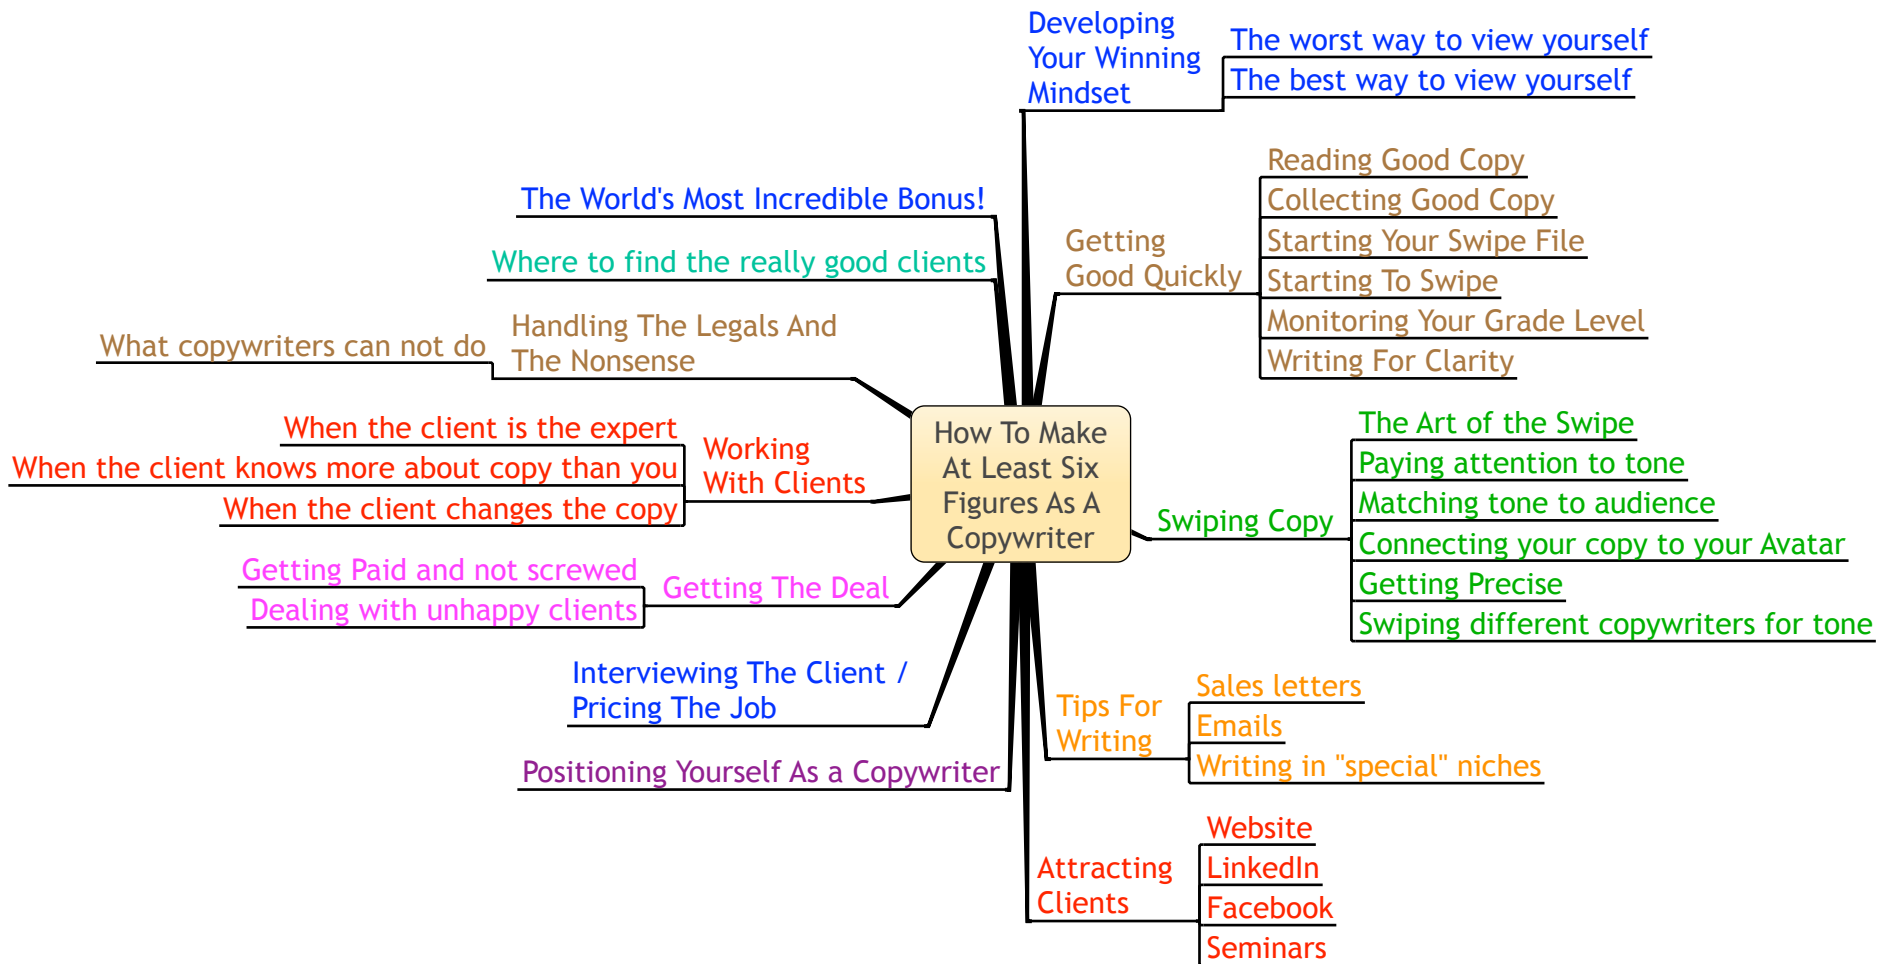 How To Make
At Least Six
Figures As A
Copywriter
Developing
Your Winning
Mindset
The worst way to view yourself
The best way to view yourself
Getting
Good Quickly
Reading Good Copy
Collecting Good Copy
Starting Your Swipe File
Starting To Swipe
Monitoring Your Grade Level
Writing For Clarity
Swiping Copy
The Art of the Swipe
Paying attention to tone
Matching tone to audience
Connecting your copy to your Avatar
Getting Precise
Swiping different copywriters for tone
Tips For
Writing
Sales letters
Emails
Writing in "special" niches
Attracting
Clients
Website
LinkedIn
Facebook
Seminars
Positioning Yourself As a Copywriter
Interviewing The Client /
Pricing The Job
Getting The Deal
Getting Paid and not screwed
Dealing with unhappy clients
Working
With Clients
When the client is the expert
When the client knows more about copy than you
When the client changes the copy
Handling The Legals And
The Nonsense
What copywriters can not do
Where to find the really good clients
The World's Most Incredible Bonus!